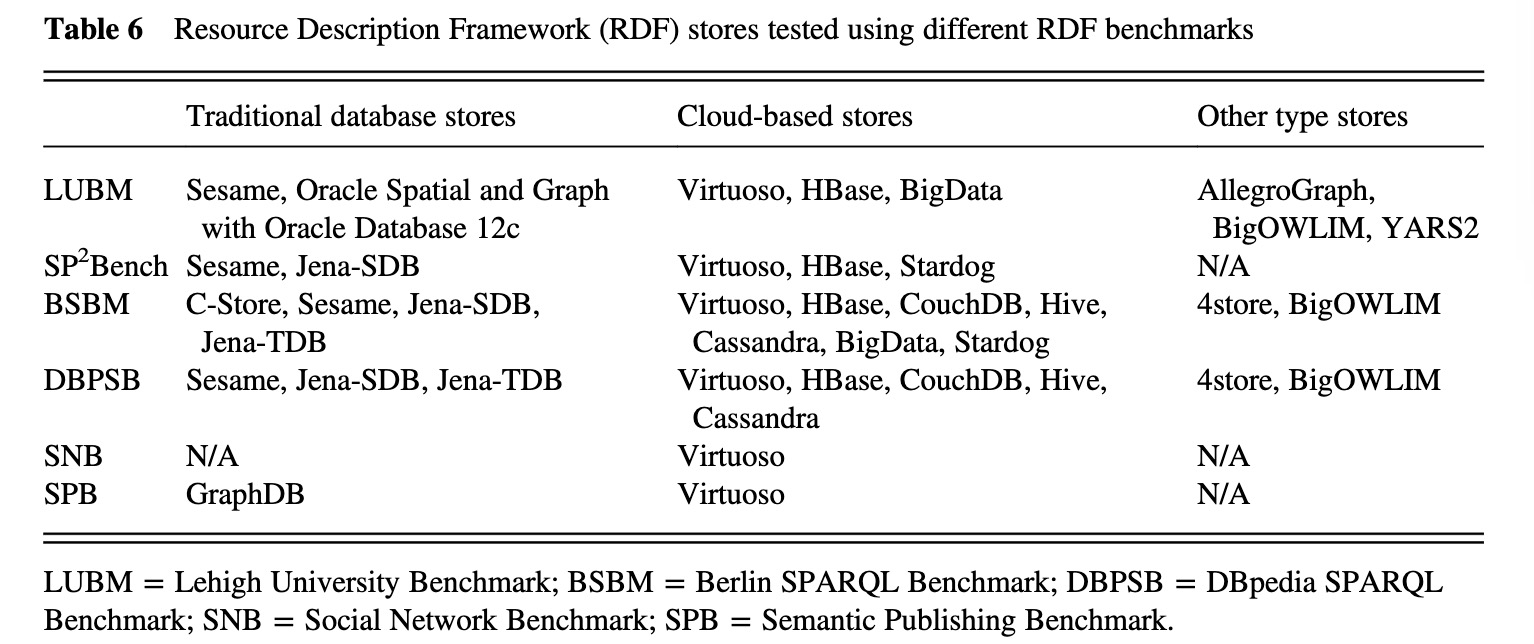 Table 6 Resource Description Framework (RDF) stores tested using different RDF benchmarks
Traditional database stores Cloud-based stores Other type stores
LUBM Sesame, Oracle Spatial and Graph Virtuoso, HBase, BigData AllegroGraph,
with Oracle Database 12c BigOWLIM, YARS2
SP²Bench Sesame, Jena-SDB Virtuoso, HBase, Stardog N/A
BSBM C-Store, Sesame, Jena-SDB, Virtuoso, HBase, CouchDB, Hive, 4store, BigOWLIM
Jena-TDB Cassandra, BigData, Stardog
DBPSB Sesame, Jena-SDB, Jena-TDB Virtuoso, HBase, CouchDB, Hive, 4store, BigOWLIM
Cassandra
SNB N/A Virtuoso N/A
SPB GraphDB Virtuoso N/A
LUBM = Lehigh University Benchmark; BSBM = Berlin SPARQL Benchmark; DBPSB = DBpedia SPARQL
Benchmark; SNB = Social Network Benchmark; SPB = Semantic Publishing Benchmark.